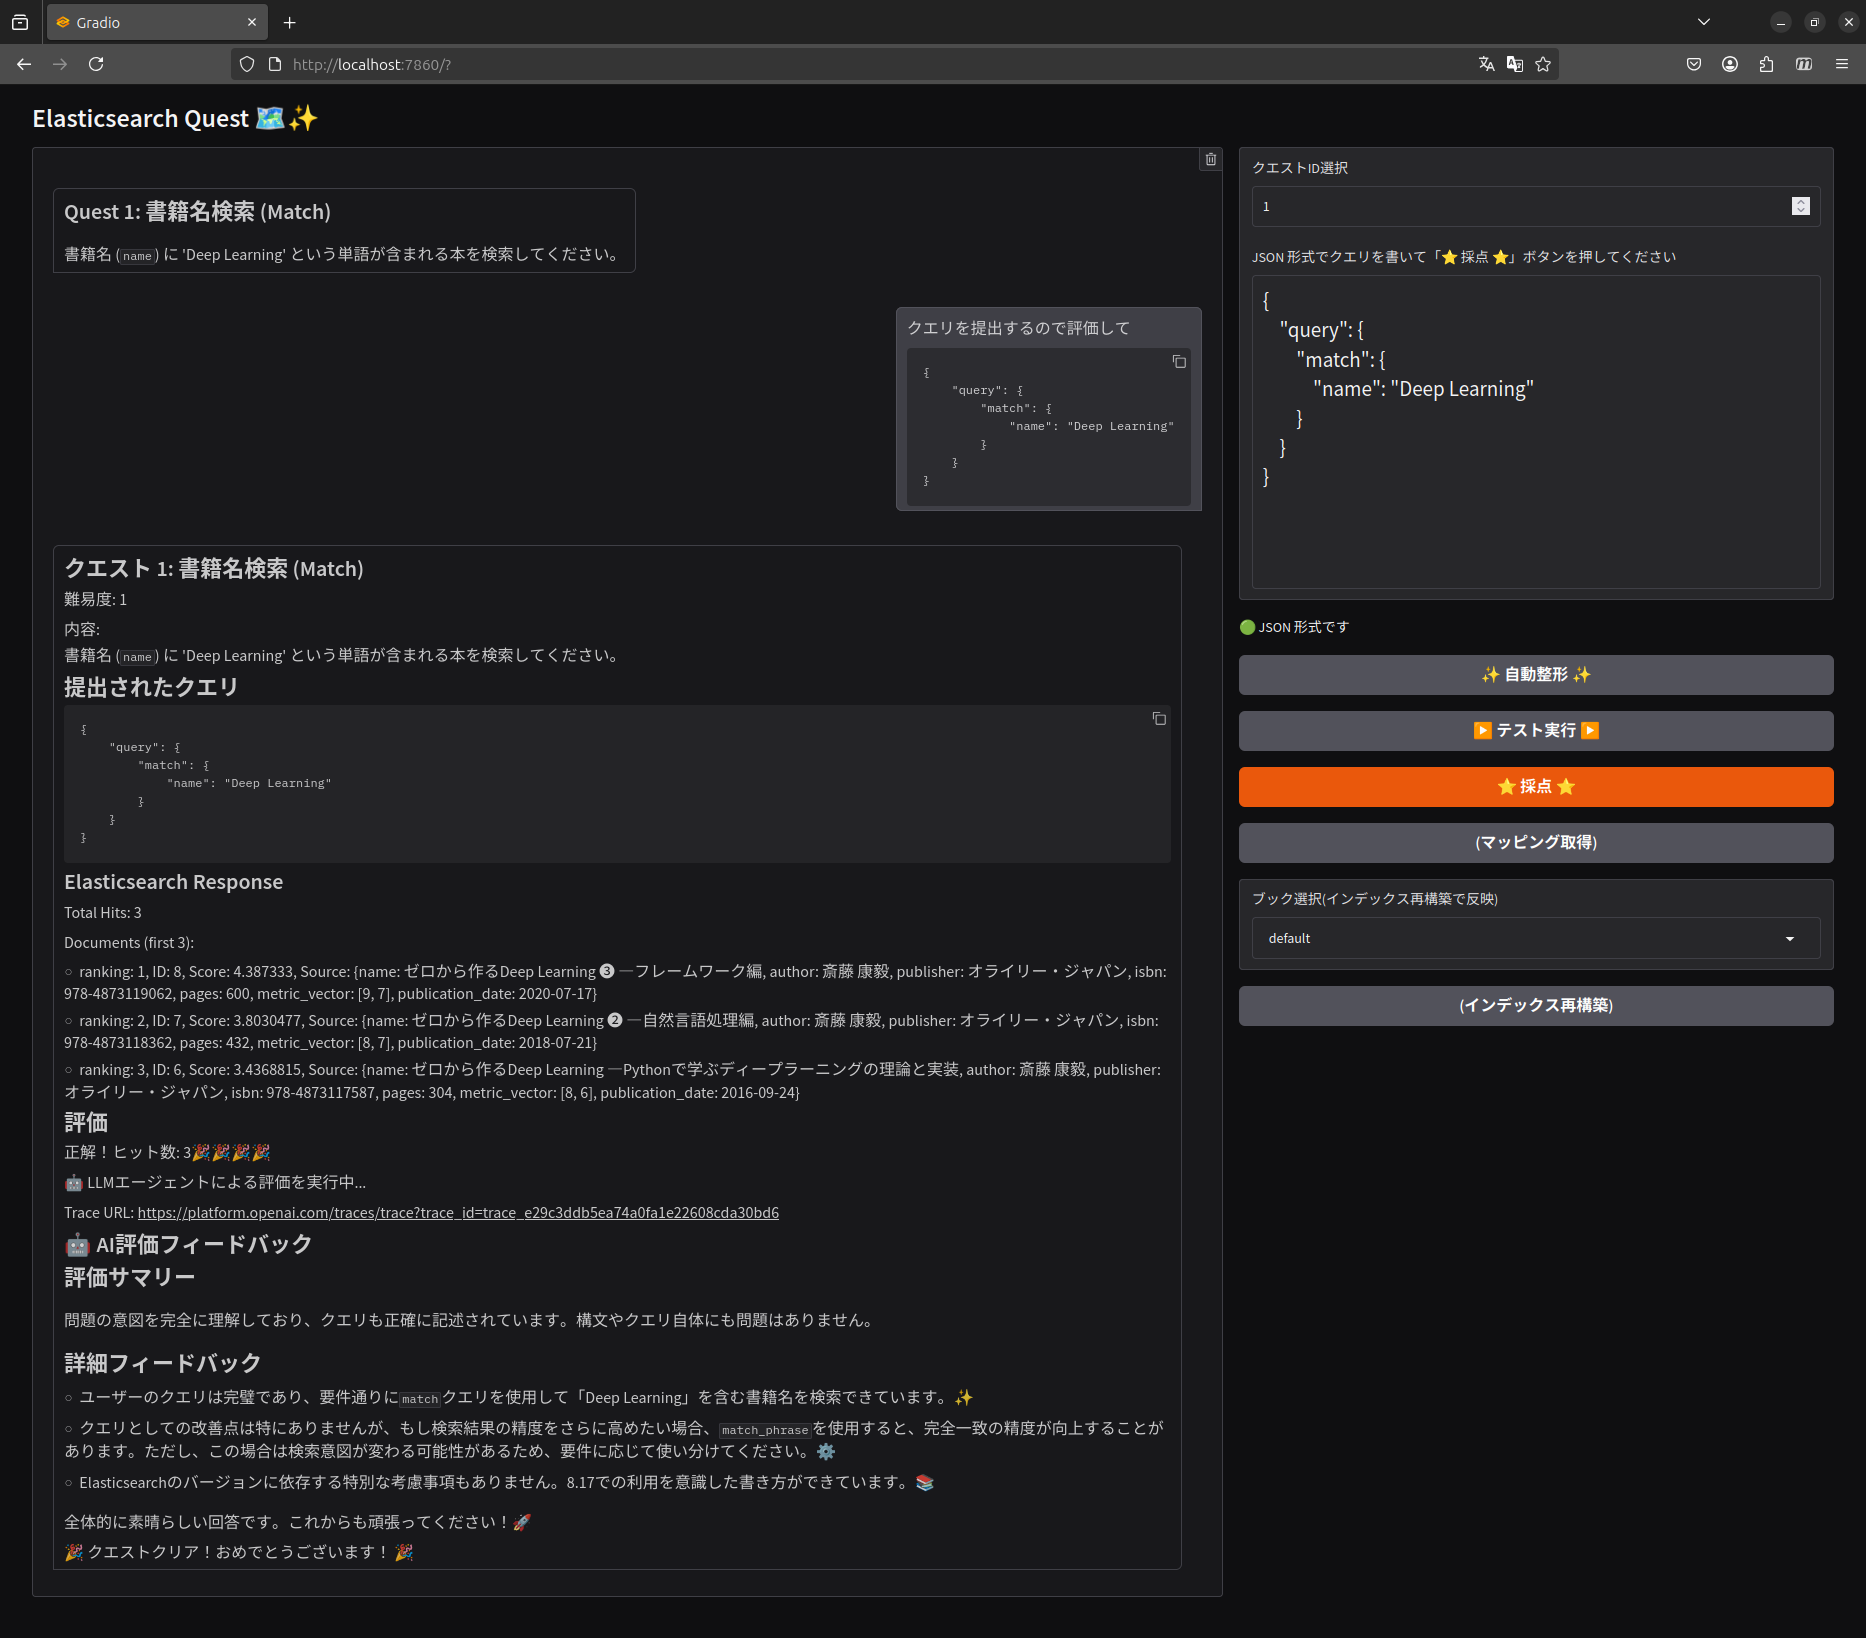 Gradio
http://localhost:7860/?
Elasticsearch Quest 🗺️✨
Quest 1: 書籍名検索 (Match)
書籍名 (name) に 'Deep Learning' という単語が含まれる本を検索してください。
クエリを提出するので評価して
{
"query": {
"match": {
"name": "Deep Learning"
}
}
}
クエスト 1: 書籍名検索 (Match)
難易度: 1
内容:
書籍名 (name) に 'Deep Learning' という単語が含まれる本を検索してください。
提出されたクエリ
{
"query": {
"match": {
"name": "Deep Learning"
}
}
}
Elasticsearch Response
Total Hits: 3
Documents (first 3):
○ ranking: 1, ID: 8, Score: 4.387333, Source: {name: ゼロから作るDeep Learning ❸ ―フレームワーク編, author: 斎藤 康毅, publisher: オライリー・ジャパン, isbn:
978-4873119062, pages: 600, metric_vector: [9, 7], publication_date: 2020-07-17}
○ ranking: 2, ID: 7, Score: 3.8030477, Source: {name: ゼロから作るDeep Learning ❷ ―自然言語処理編, author: 斎藤 康毅, publisher: オライリー・ジャパン, isbn:
978-4873118362, pages: 432, metric_vector: [8, 7], publication_date: 2018-07-21}
○ ranking: 3, ID: 6, Score: 3.4368815, Source: {name: ゼロから作るDeep Learning ―Pythonで学ぶディープラーニングの理論と実装, author: 斎藤 康毅, publisher:
オライリー・ジャパン, isbn: 978-4873117587, pages: 304, metric_vector: [8, 6], publication_date: 2016-09-24}
評価
正解！ヒット数: 3🎉🎉🎉🎉
🤖 LLMエージェントによる評価を実行中...
Trace URL: https://platform.openai.com/traces/trace?trace_id=trace_e29c3ddb5ea74a0fa1e22608cda30bd6
🤖 AI評価フィードバック
評価サマリー
問題の意図を完全に理解しており、クエリも正確に記述されています。構文やクエリ自体にも問題はありません。
詳細フィードバック
○ ユーザーのクエリは完璧であり、要件通りにmatchクエリを使用して「Deep Learning」を含む書籍名を検索できています。✨
○ クエリとしての改善点は特にありませんが、もし検索結果の精度をさらに高めたい場合、match_phraseを使用すると、完全一致の精度が向上することが
あります。ただし、この場合は検索意図が変わる可能性があるため、要件に応じて使い分けてください。⚙️
○ Elasticsearchのバージョンに依存する特別な考慮事項もありません。8.17での利用を意識した書き方ができています。📚
全体的に素晴らしい回答です。これからも頑張ってください！🚀
🎉 クエストクリア！おめでとうございます！ 🎉
クエストID選択
1
JSON 形式でクエリを書いて「⭐ 採点 ⭐」ボタンを押してください
{
"query": {
"match": {
"name": "Deep Learning"
}
}
}
🟢 JSON 形式です
✨ 自動整形 ✨
▶️ テスト実行 ▶️
⭐ 採点 ⭐
(マッピング取得)
ブック選択(インデックス再構築で反映)
default
(インデックス再構築)